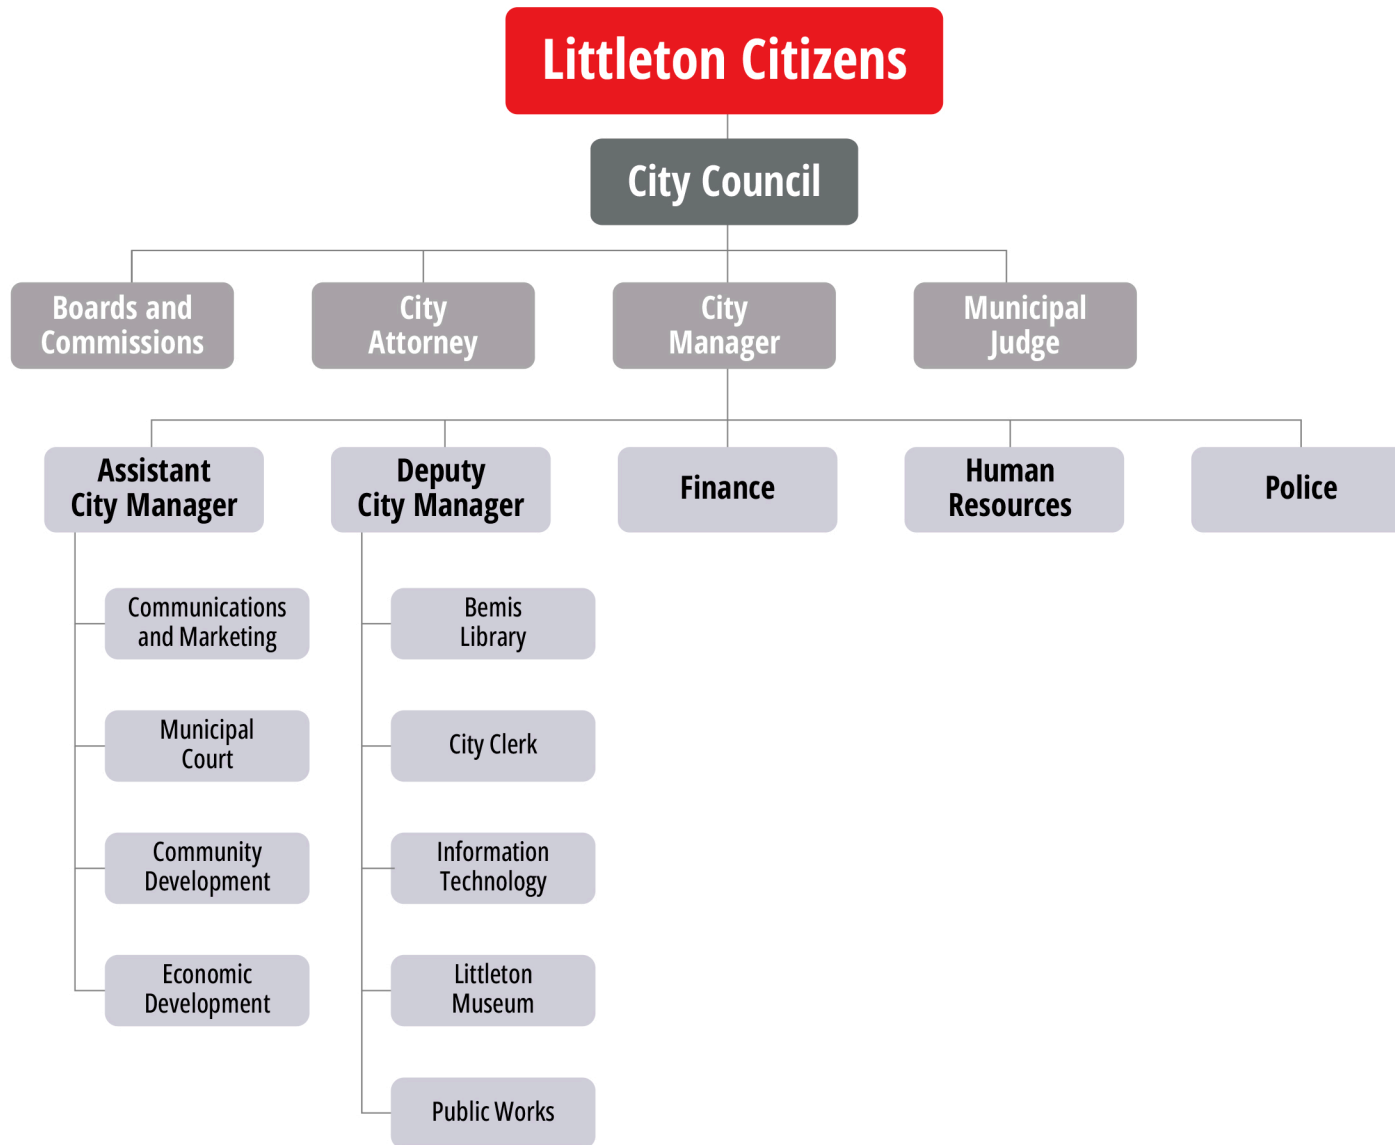 Littleton Citizens
City Council
Boards and
Commissions
City
Attorney
City
Manager
Municipal
Judge
Assistant
City Manager
Deputy
City Manager
Finance
Human
Resources
Police
Communications
and Marketing
Municipal
Court
Community
Development
Economic
Development
Bemis
Library
City Clerk
Information
Technology
Littleton
Museum
Public Works